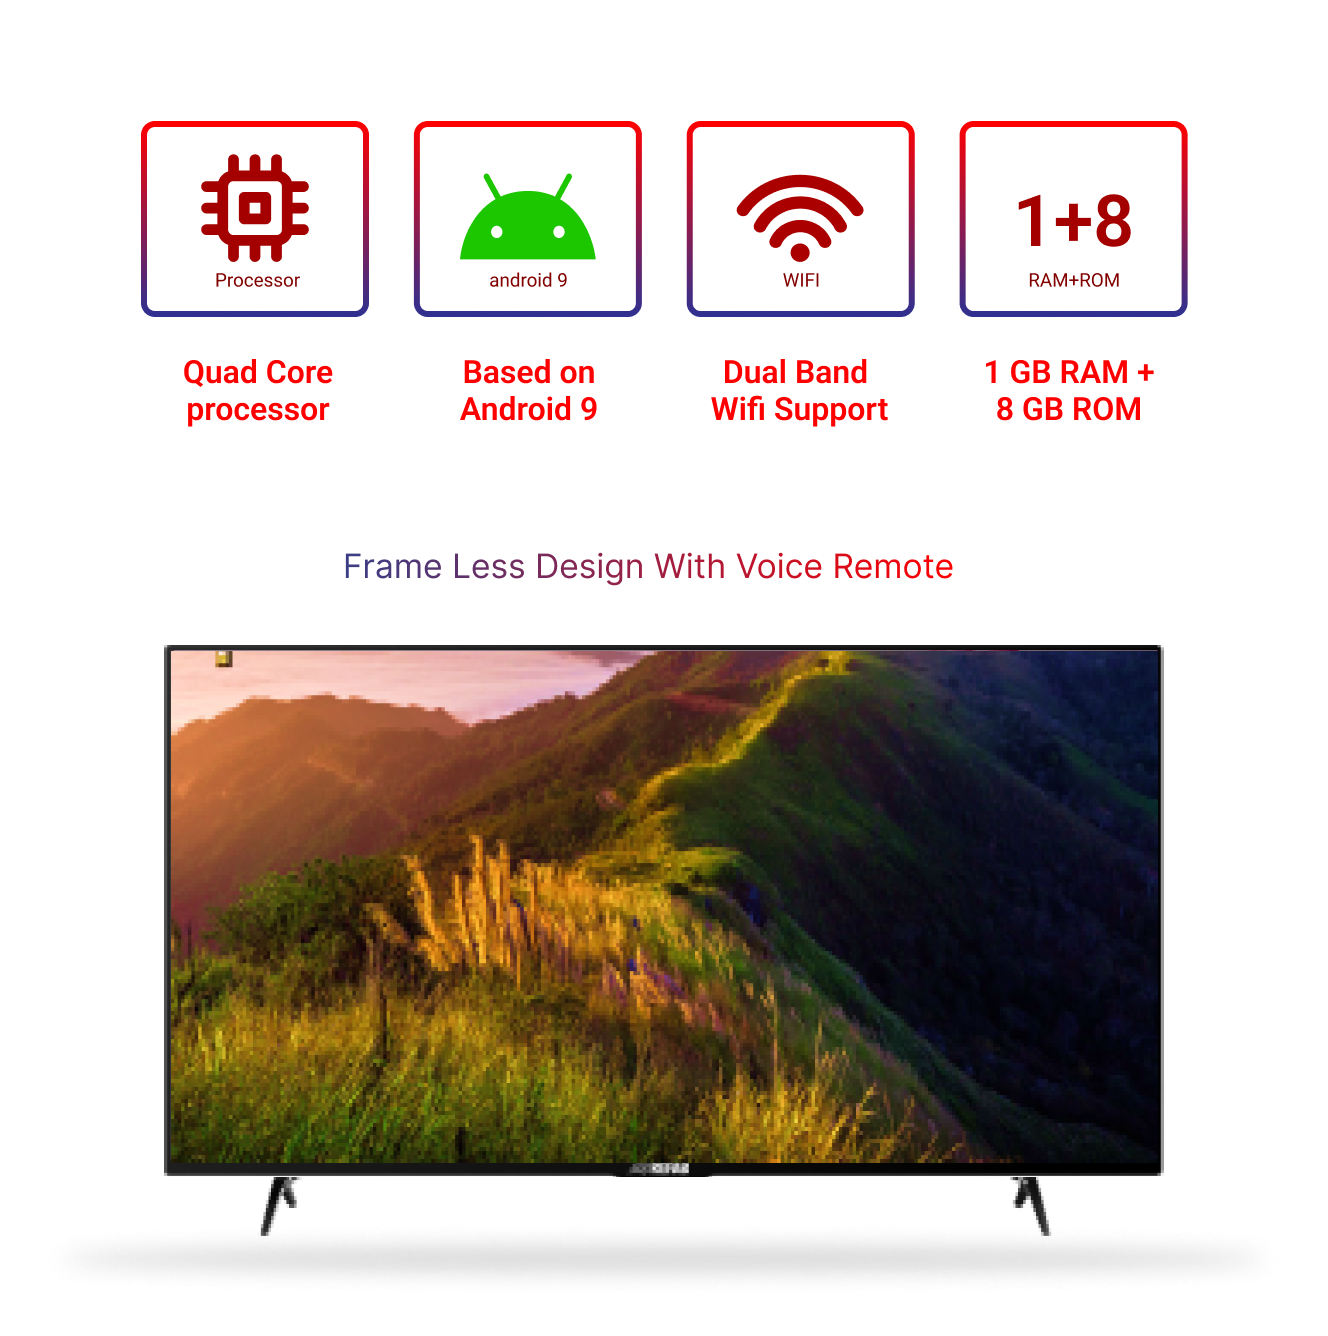 Processor
android 9
WIFI
1+8
RAM+ROM
Quad Core
processor
Based on
Android 9
Dual Band
Wifi Support
1 GB RAM +
8 GB ROM
Frame Less Design With Voice Remote